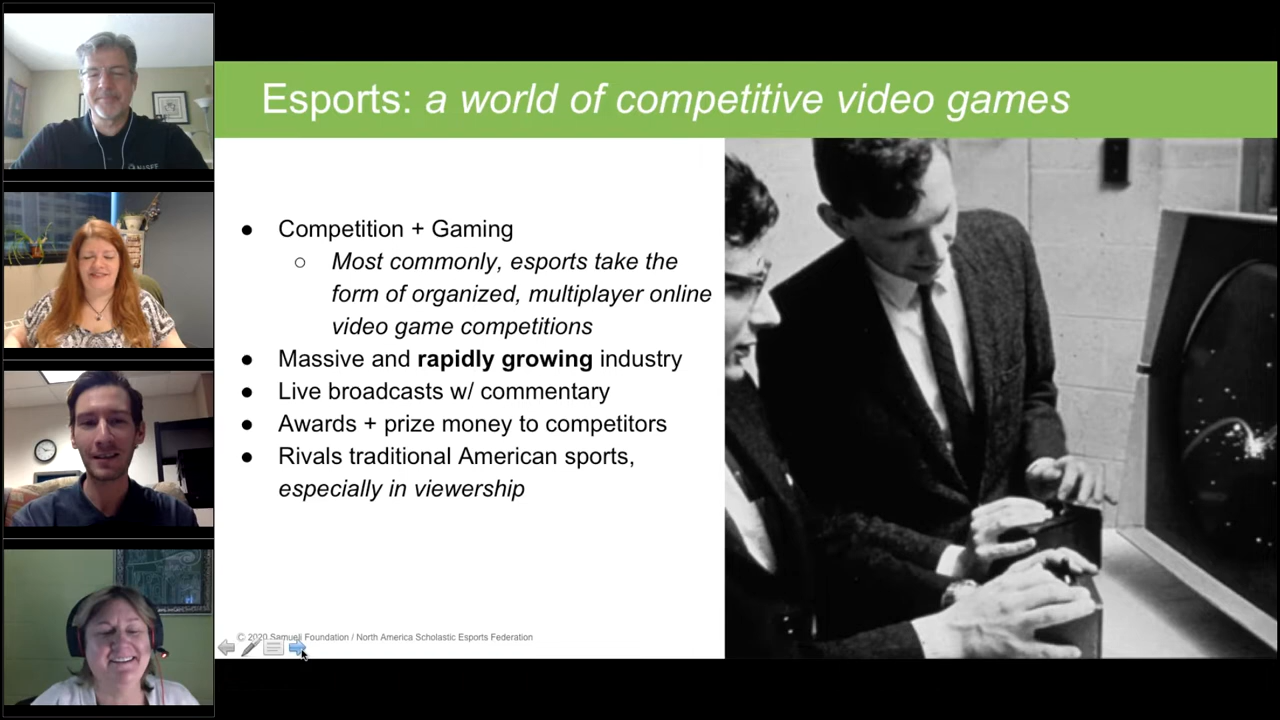 Esports: a world of competitive video games
● Competition + Gaming
○ Most commonly, esports take the
form of organized, multiplayer online
video game competitions
● Massive and rapidly growing industry
● Live broadcasts w/ commentary
● Awards + prize money to competitors
● Rivals traditional American sports,
especially in viewership
© 2020 Samueli Foundation / North America Scholastic Esports Federation